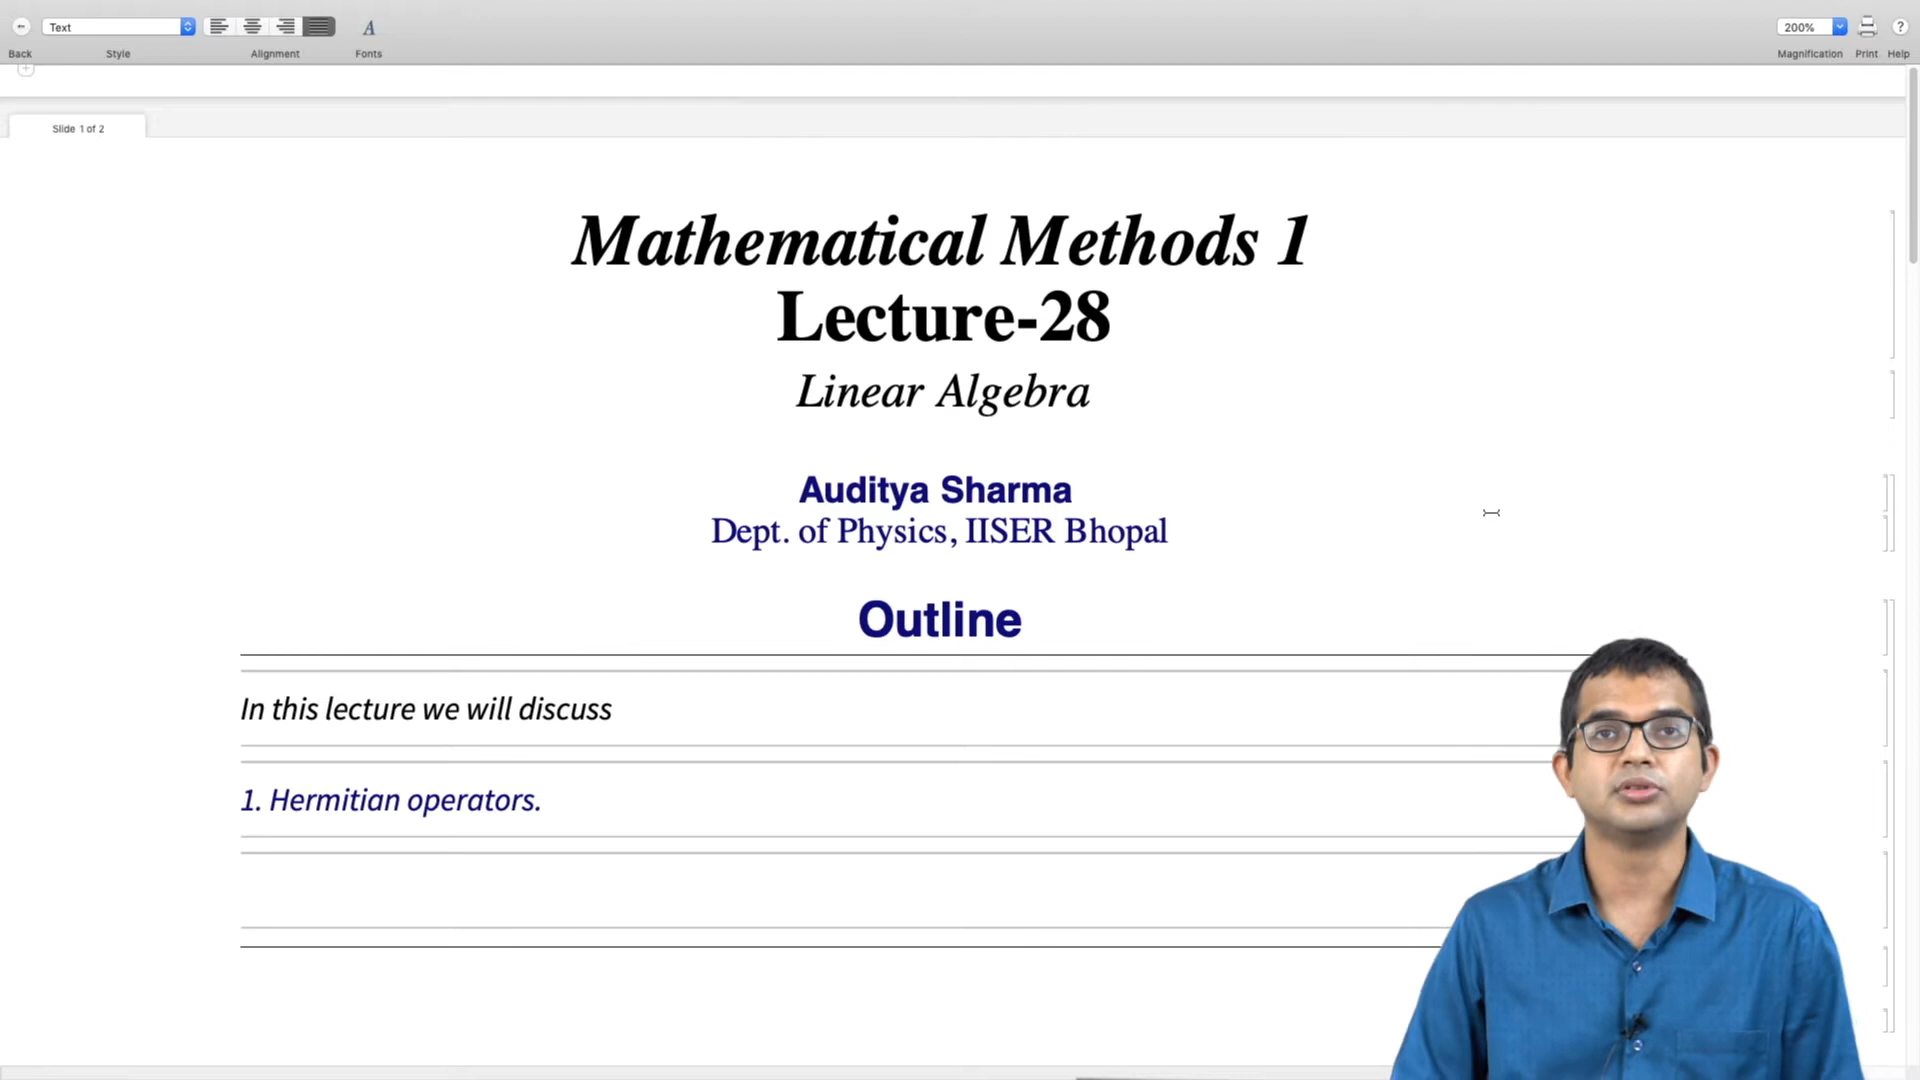 Text
200%
Back
Style
Alignment
Fonts
Magnification
Print
Help
Slide 1 of 2
Mathematical Methods 1
Lecture-28
Linear Algebra
Auditya Sharma
Dept. of Physics, IISER Bhopal
Outline
In this lecture we will discuss
1. Hermitian operators.